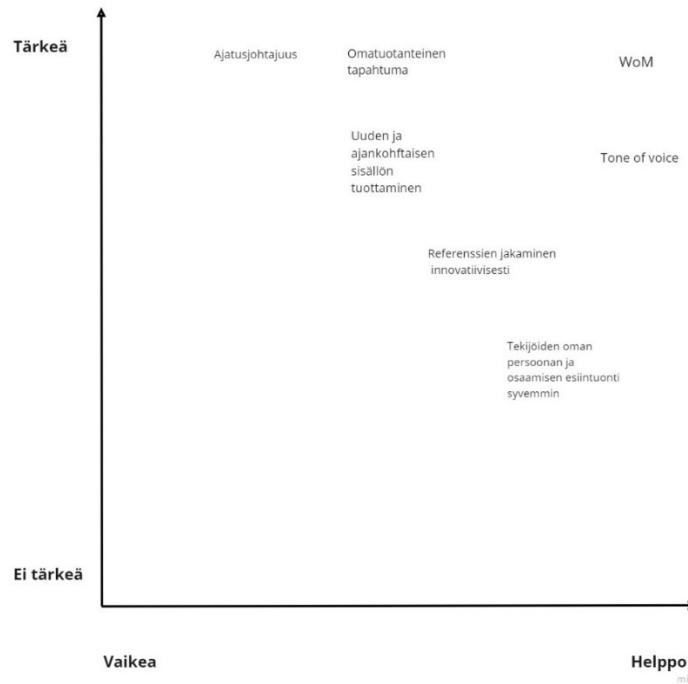 Tärkeä
Ajatusjohtajuus
Omatuotanteinen
tapahtuma
WoM
Uuden ja
ajankohftaisen
sisällön
tuottaminen
Tone of voice
Referenssien jakaminen
innovatiivisesti
Tekijöiden oman
persoonan ja
osaamisen esiintuonti
syvemmin
Ei tärkeä
Vaikea
Helppo